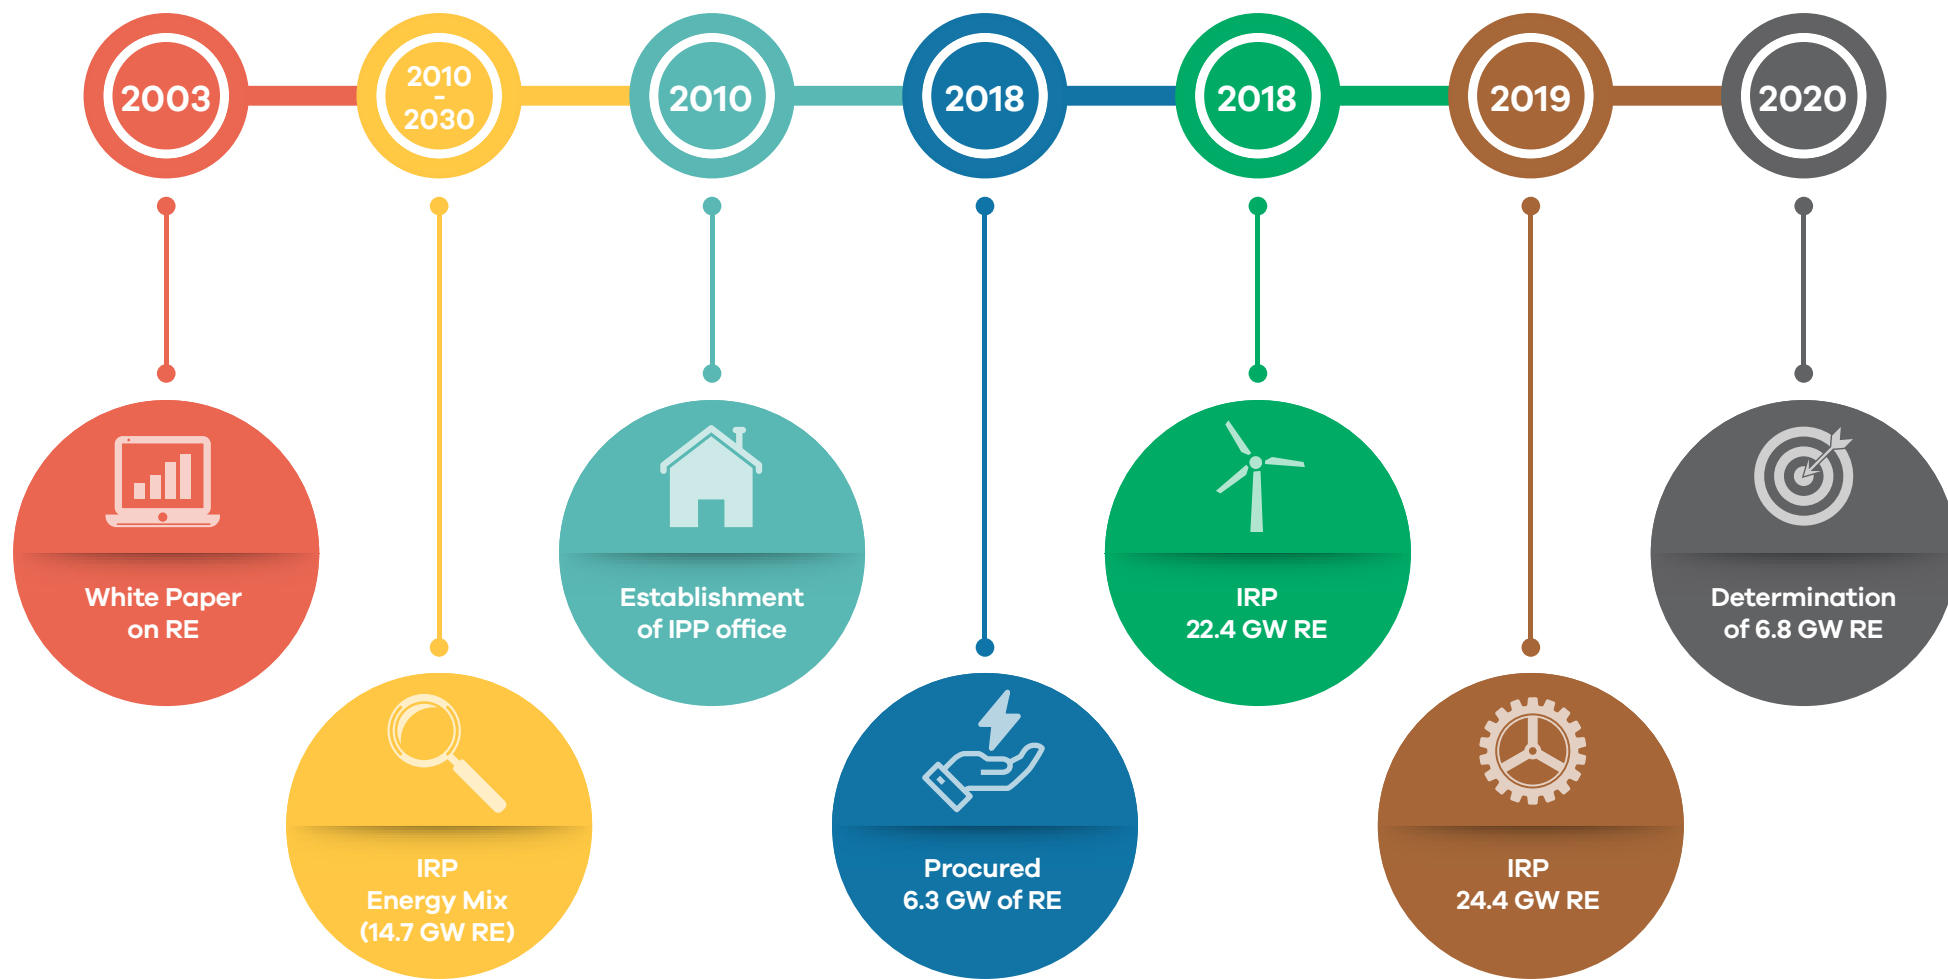 2003
2010
-
2030
2010
2018
2018
2019
2020
White Paper
on RE
IRP
Energy Mix
(14.7 GW RE)
Establishment
of IPP office
Procured
6.3 GW of RE
IRP
22.4 GW RE
IRP
24.4 GW RE
Determination
of 6.8 GW RE